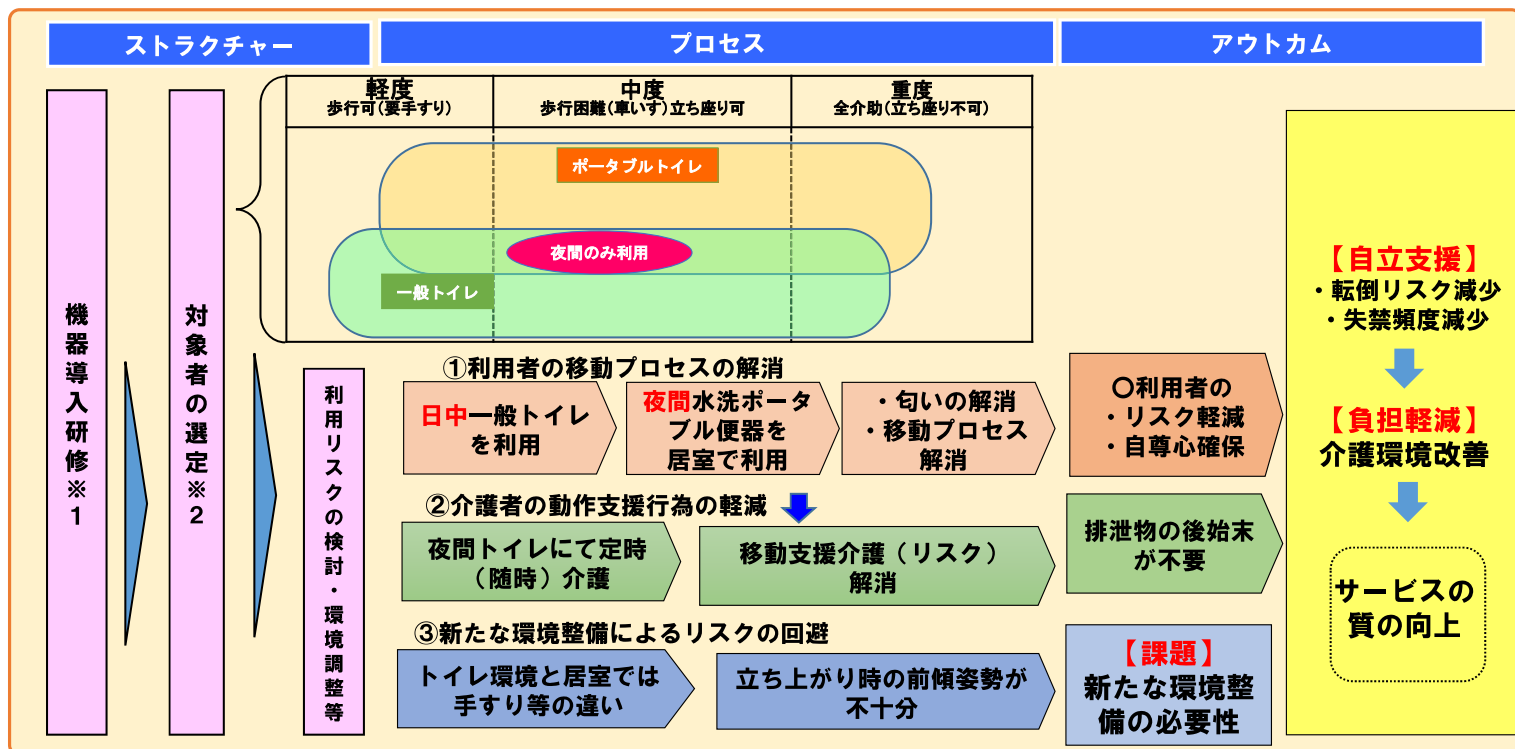 ストラクチャー
プロセス
アウトカム
機器導入研修※1
対象者の選定※2
利用リスクの検討・環境調整等
軽度
歩行可(要手すり)
中度
歩行困難(車いす)立ち座り可
重度
全介助(立ち座り不可)
ポータブルトイレ
夜間のみ利用
一般トイレ
①利用者の移動プロセスの解消
日中一般トイレ
を利用
夜間水洗ポータ
ブル便器を
居室で利用
・匂いの解消
・移動プロセス
解消
〇利用者の
・リスク軽減
・自尊心確保
②介護者の動作支援行為の軽減
夜間トイレにて定時
(随時)介護
移動支援介護(リスク)
解消
排泄物の後始末
が不要
③新たな環境整備によるリスクの回避
トイレ環境と居室では
手すり等の違い
立ち上がり時の前傾姿勢が
不十分
【課題】
新たな環境整
備の必要性
【自立支援】
・転倒リスク減少
・失禁頻度減少
【負担軽減】
介護環境改善
サービスの
質の向上